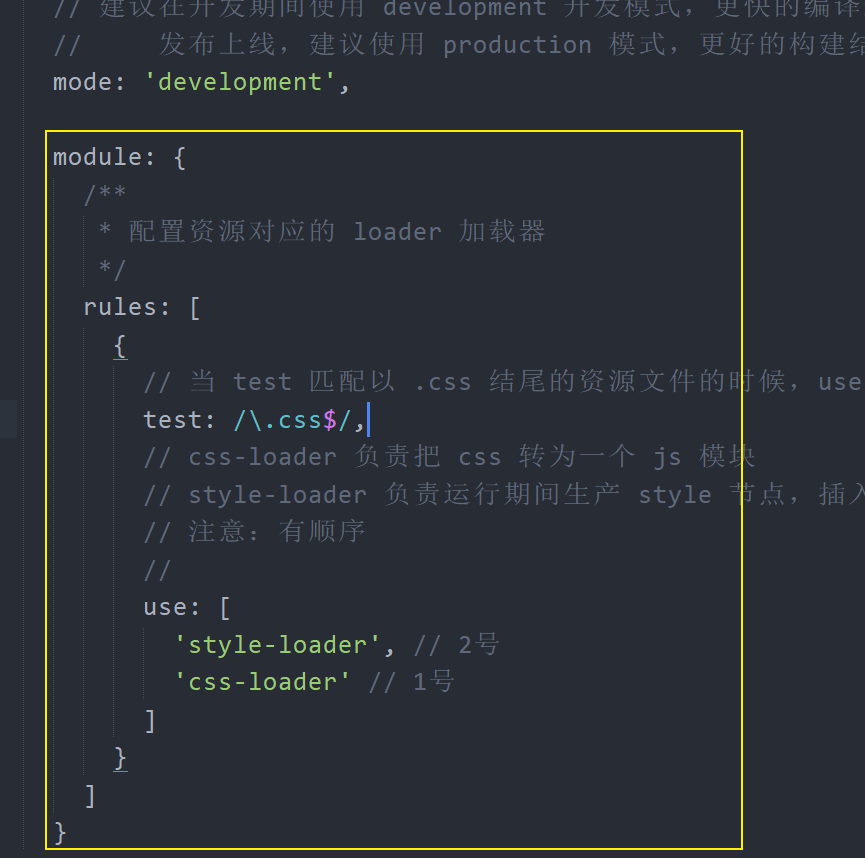 // 建议在开发期间使用 development 开发模式，更快的编译
//     发布上线，建议使用 production 模式，更好的构建结
mode: 'development',
module: {
/**
* 配置资源对应的 loader 加载器
*/
rules: [
{
// 当 test 匹配以 .css 结尾的资源文件的时候，use
test: /\.css$/,
// css-loader 负责把 css 转为一个 js 模块
// style-loader 负责运行期间生产 style 节点，插入
// 注意：有顺序
//
use: [
'style-loader', // 2号
'css-loader' // 1号
]
}
]
}